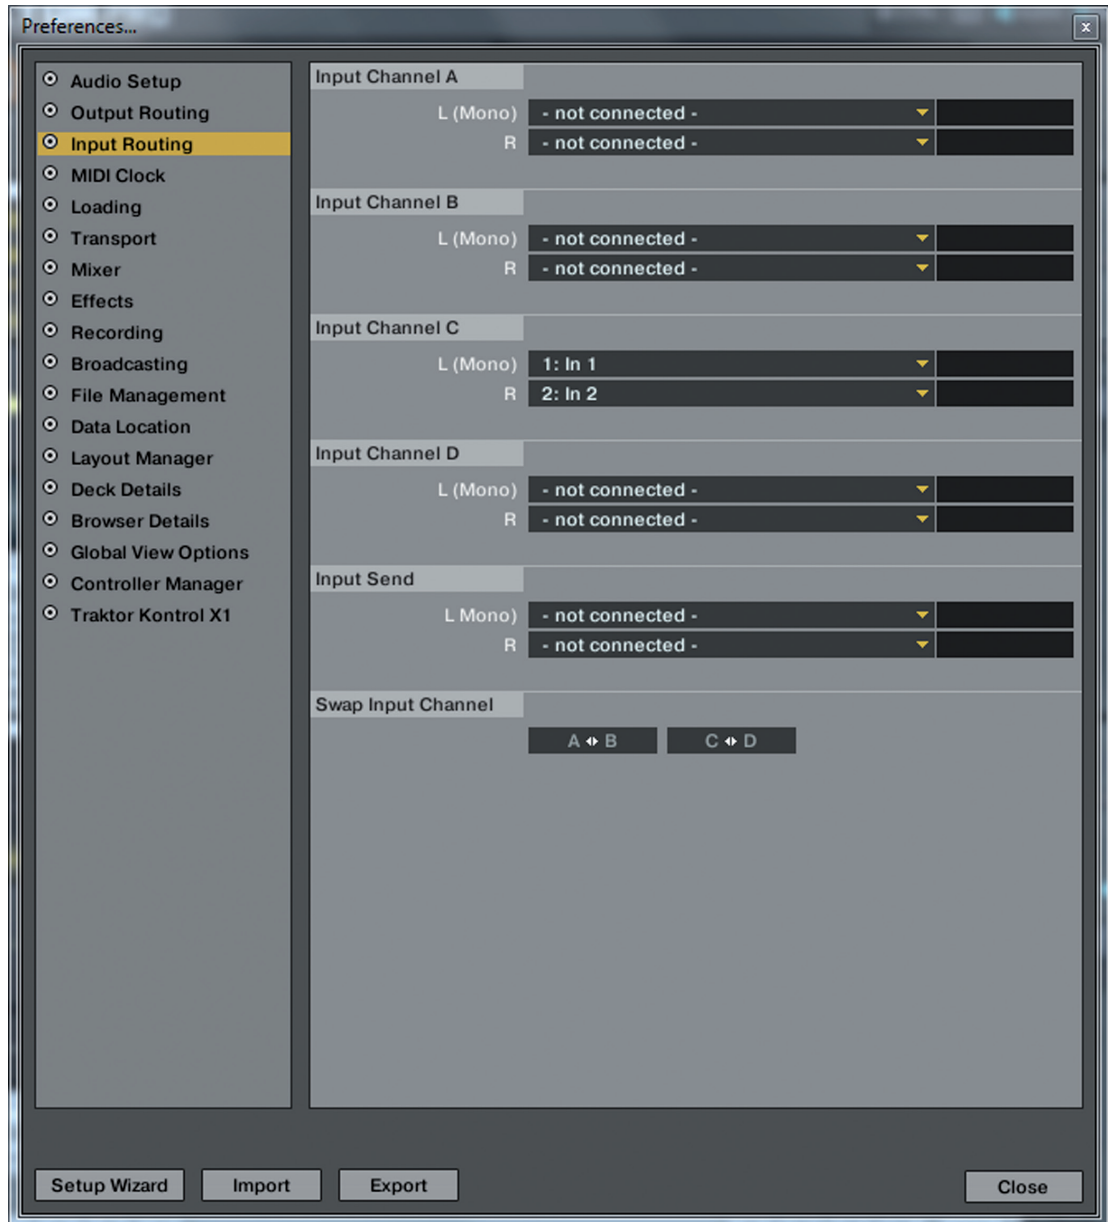 Preferences...
x
Audio Setup
Output Routing
Input Routing
MIDI Clock
Loading
Transport
Mixer
Effects
Recording
Broadcasting
File Management
Data Location
Layout Manager
Deck Details
Browser Details
Global View Options
Controller Manager
Traktor Kontrol X1
Input Channel A
L (Mono) - not connected -
R - not connected -
Input Channel B
L (Mono) - not connected -
R - not connected -
Input Channel C
L (Mono) 1: In 1
R 2: In 2
Input Channel D
L (Mono) - not connected -
R - not connected -
Input Send
L Mono) - not connected -
R - not connected -
Swap Input Channel
A B C D
Setup Wizard Import Export Close